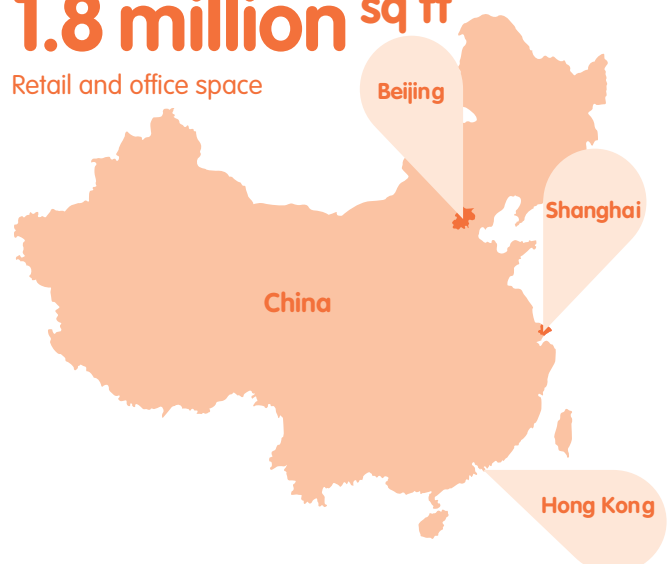 1.8 million sq ft
Retail and office space
Beijing
Shanghai
China
Hong Kong